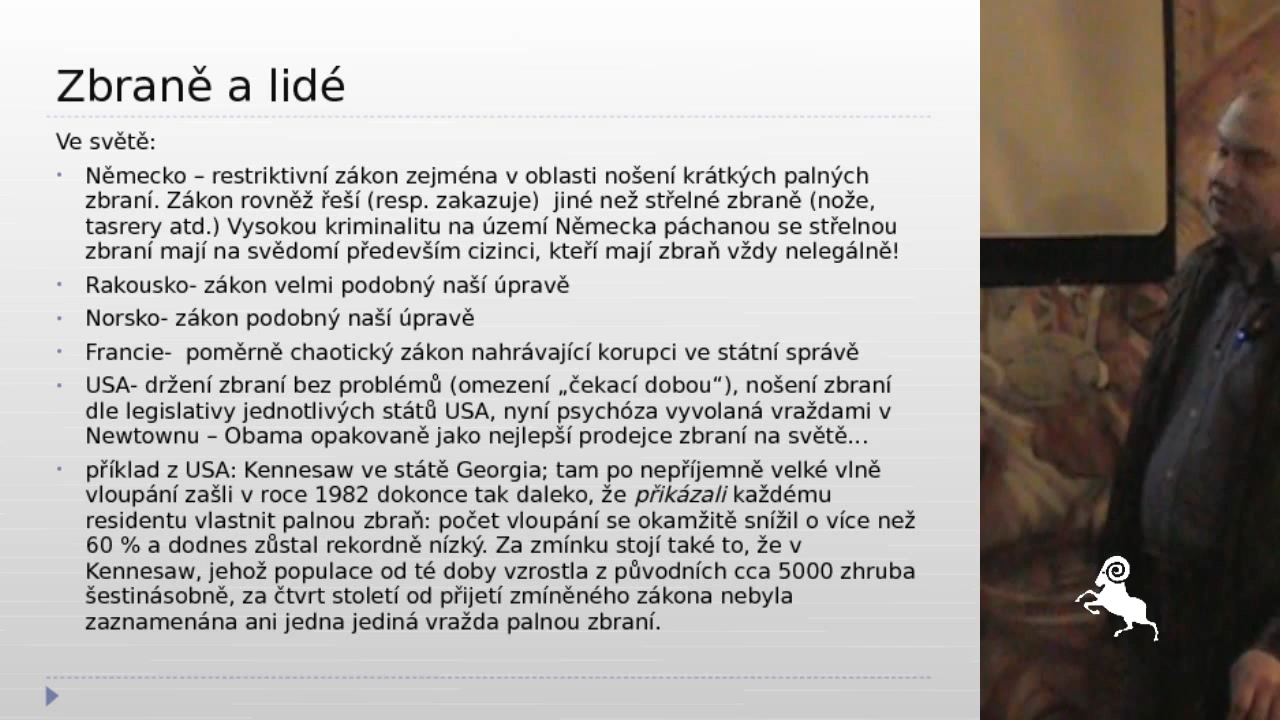 Zbraně a lidé
Ve světě:
Německo – restriktivní zákon zejména v oblasti nošení krátkých palných
zbraní. Zákon rovněž řeší (resp. zakazuje)  jiné než střelné zbraně (nože,
tasrery atd.) Vysokou kriminalitu na území Německa páchanou se střelnou
zbraní mají na svědomí především cizinci, kteří mají zbraň vždy nelegálně!
Rakousko- zákon velmi podobný naší úpravě
Norsko- zákon podobný naší úpravě
Francie-  poměrně chaotický zákon nahrávající korupci ve státní správě
USA- držení zbraní bez problémů (omezení „čekací dobou“), nošení zbraní
dle legislativy jednotlivých států USA, nyní psychóza vyvolaná vraždami v
Newtownu – Obama opakovaně jako nejlepší prodejce zbraní na světě…
příklad z USA: Kennesaw ve státě Georgia; tam po nepříjemně velké vlně
vloupání zašli v roce 1982 dokonce tak daleko, že přikázali každému
residentu vlastnit palnou zbraň: počet vloupání se okamžitě snížil o více než
60 % a dodnes zůstal rekordně nízký. Za zmínku stojí také to, že v
Kennesaw, jehož populace od té doby vzrostla z původních cca 5000 zhruba
šestinásobně, za čtvrt století od přijetí zmíněného zákona nebyla
zaznamenána ani jedna jediná vražda palnou zbraní.